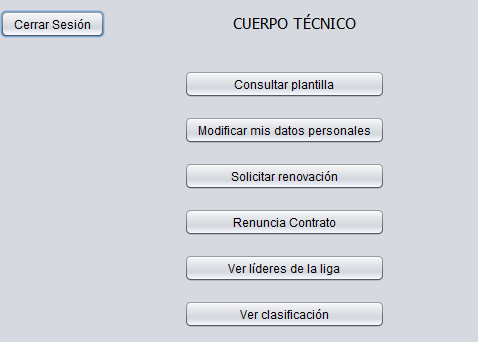 Cerrar Sesión
CUERPO TÉCNICO
Consultar plantilla
Modificar mis datos personales
Solicitar renovación
Renuncia Contrato
Ver líderes de la liga
Ver clasificación